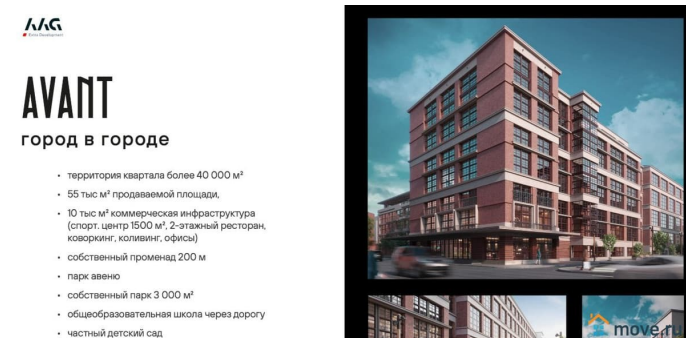 AAG
Enjoy Development
AVANT
город в городе
• территория квартала более 40 000 м²
• 55 тыс м² продаваемой площади,
• 10 тыс м² коммерческая инфраструктура
(спорт. центр 1500 м², 2-этажный ресторан,
коворкинг, коливинг, офисы)
• собственный променад 200 м
• парк авеню
• собственный парк 3 000 м²
• общеобразовательная школа через дорогу
• частный детский сад
move.ru